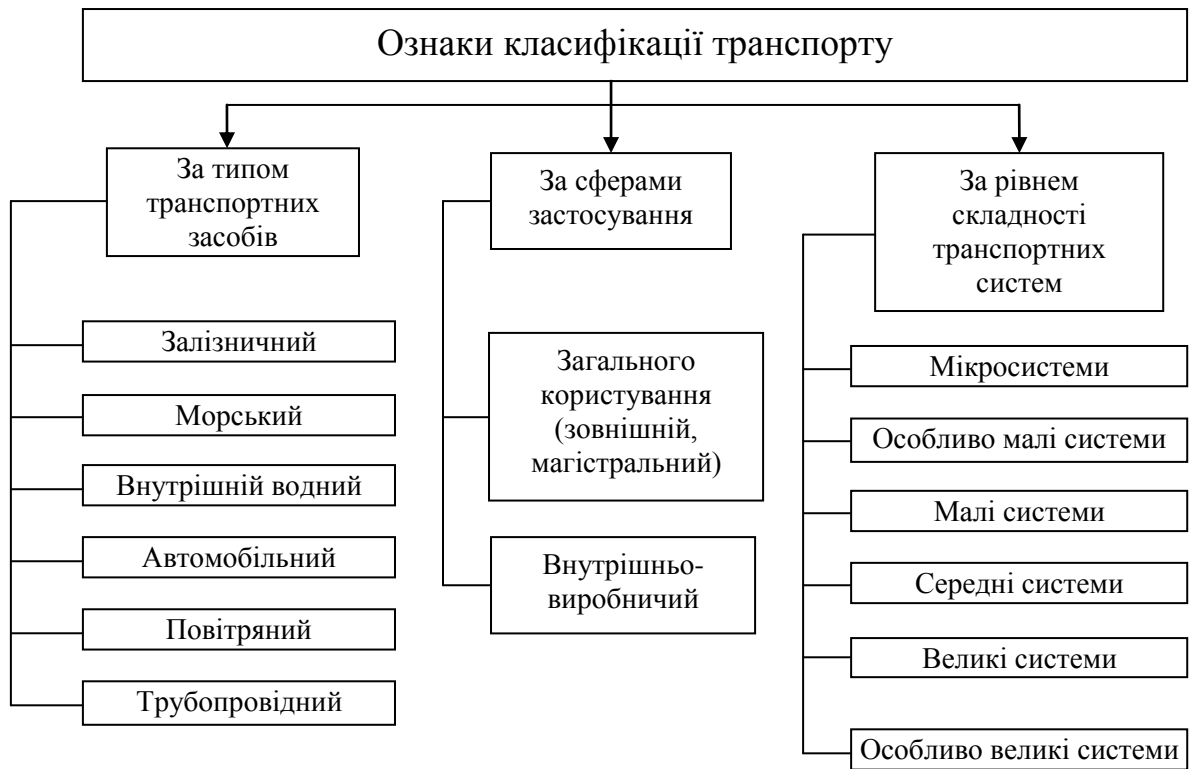 Ознаки класифікації транспорту
За типом
транспортних
засобів
Залізничний
Морський
Внутрішній водний
Автомобільний
Повітряний
Трубопровідний
За сферами
застосування
Загального
користування
(зовнішній,
магістральний)
Внутрішньо-
виробничий
За рівнем
складності
транспортних
систем
Мікросистеми
Особливо малі системи
Малі системи
Середні системи
Великі системи
Особливо великі системи